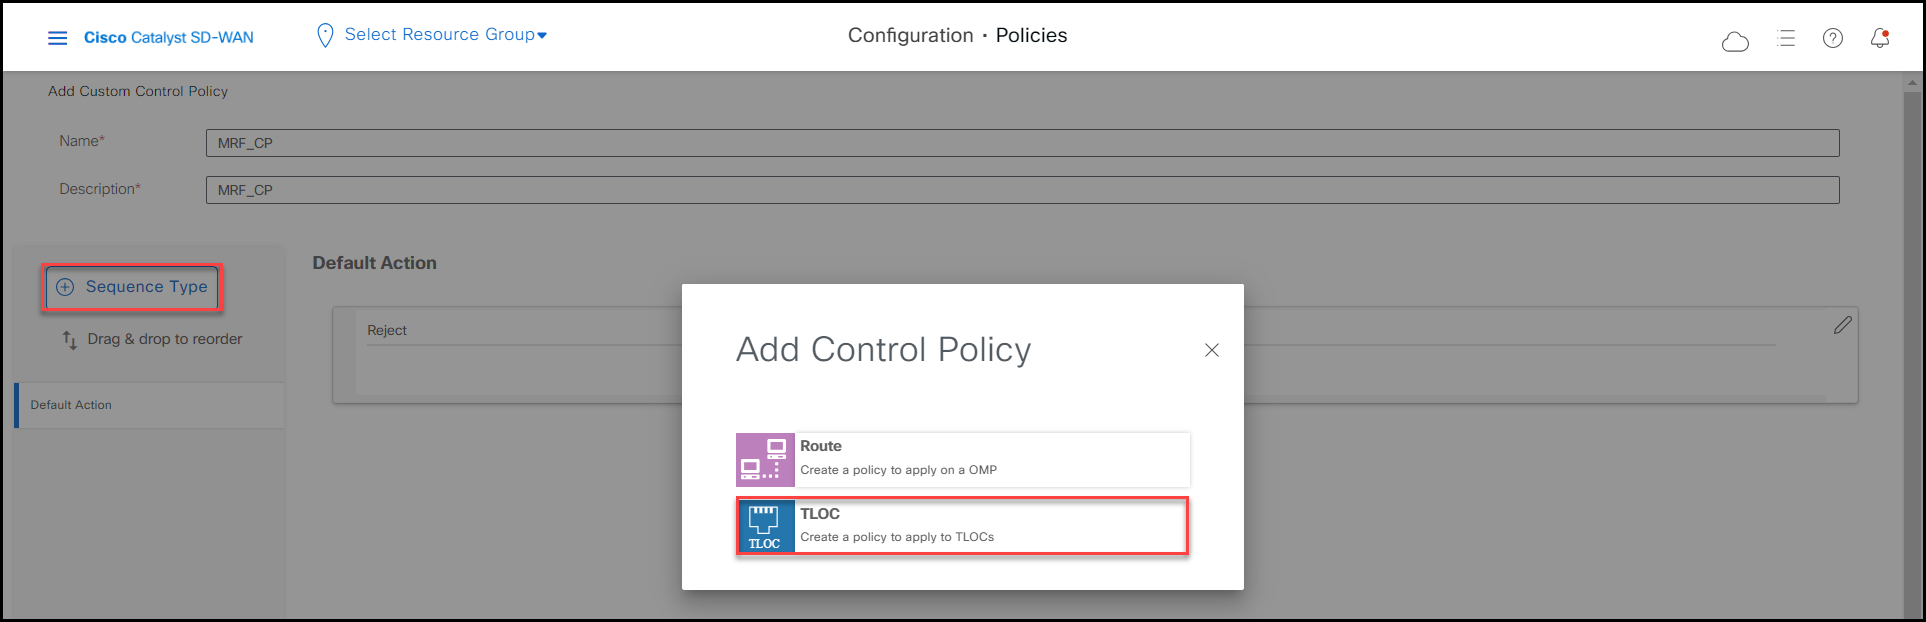 Cisco Catalyst SD-WAN
Select Resource Group
Configuration · Policies
Add Custom Control Policy
Name*
MRF_CP
Description*
MRF_CP
Sequence Type
Drag & drop to reorder
Default Action
Default Action
Reject
Add Control Policy
Route
Create a policy to apply on a OMP
TLOC
TLOC
Create a policy to apply to TLOCs